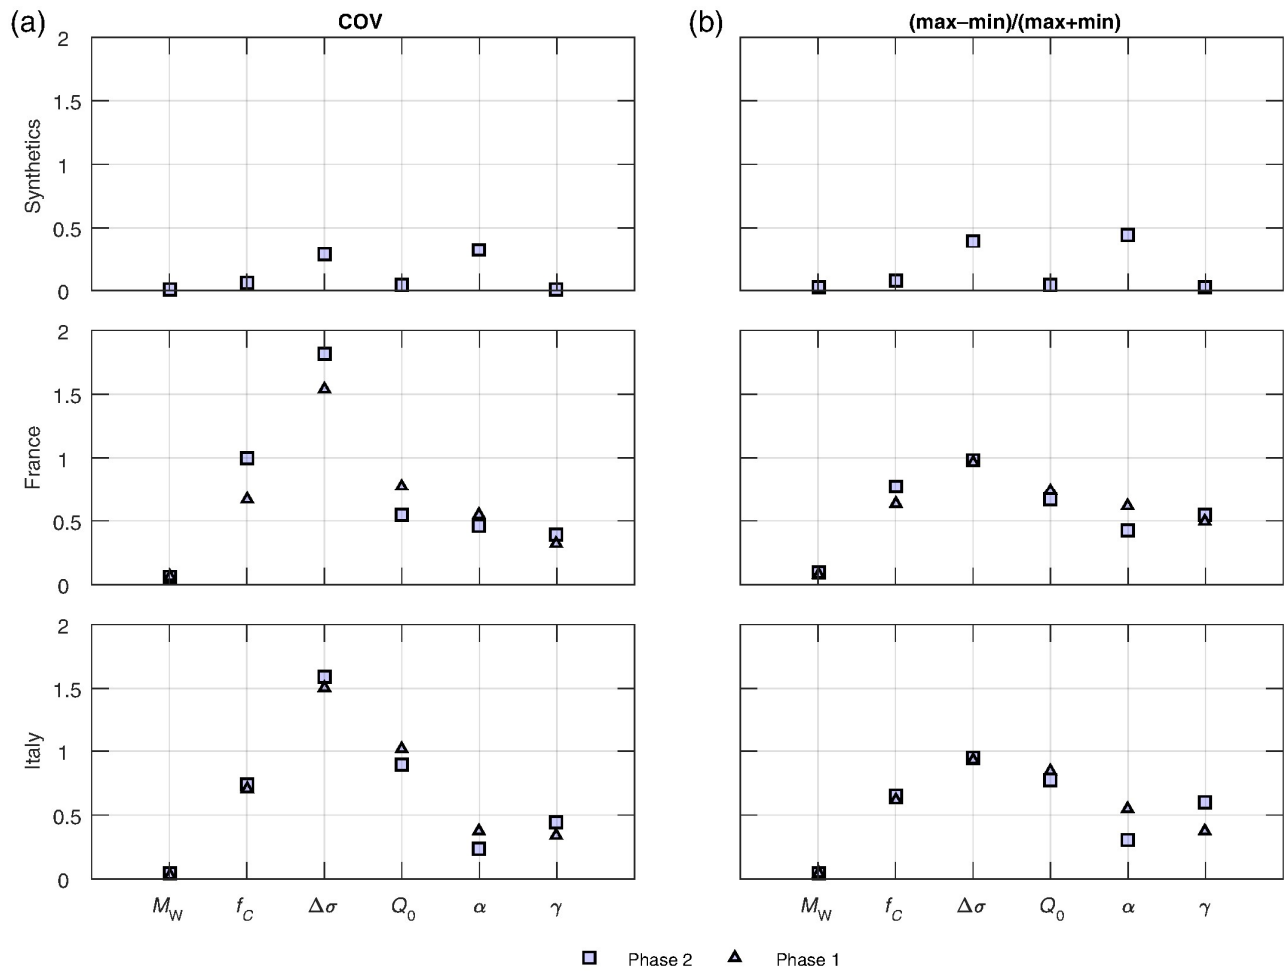 (a) COV
2
1.5
1
0.5
0
Synthetics
(b) (max–min)/(max+min)
2
1.5
1
0.5
0
France
2
1.5
1
0.5
0
Italy
M_W f_C Δσ Q_0 α γ
M_W f_C Δσ Q_0 α γ
Phase 2 Phase 1